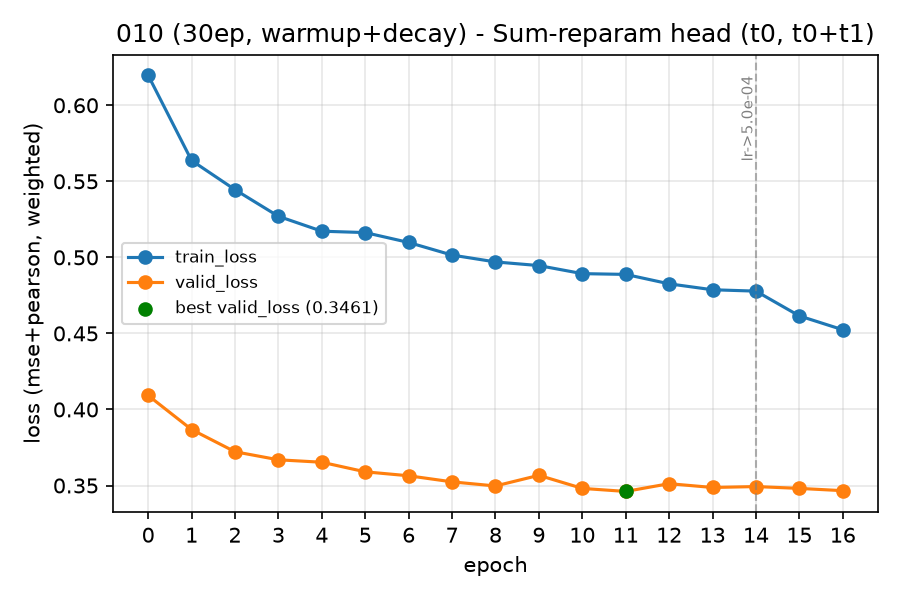 010 (30ep, warmup+decay) - Sum-reparam head (t0, t0+t1)
loss (mse+pearson, weighted)
0.60
0.55
0.50
0.45
0.40
0.35
lr->5.0e-04
train_loss
valid_loss
best valid_loss (0.3461)
0 1 2 3 4 5 6 7 8 9 10 11 12 13 14 15 16
epoch